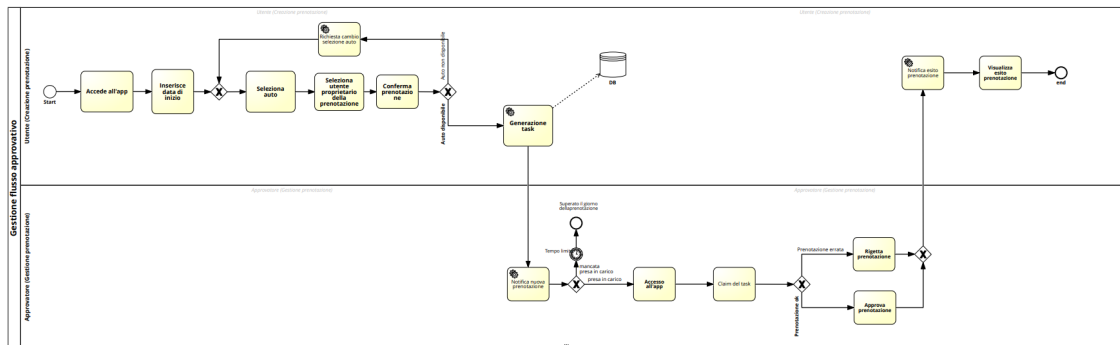 Gestione flusso approvativo
Utente (Creazione prenotazione)
Utente (Creazione prenotazione)
Utente (Creazione prenotazione)
Start
Accede all'app
Inserisce
data di
inizio
Richiesta cambio
selezione auto
Seleziona
auto
Seleziona
utente
proprietario
della
prenotazione
Conferma
prenotazio
ne
Auto non disponibile
Auto disponibile
Generazione
task
DB
Notifica esito
prenotazione
Visualizza
esito
prenotazione
end
Approvatore (Gestione prenotazione)
Approvatore (Gestione prenotazione)
Approvatore (Gestione prenotazione)
Notifica nuova
prenotazione
Superato il giorno
dellaprenotazione
Tempo limite
mancata
presa in carico
presa in carico
Accesso
all'app
Claim del task
Prenotazione errata
Prenotazione ok
Rigetta
prenotazione
Approva
prenotazione